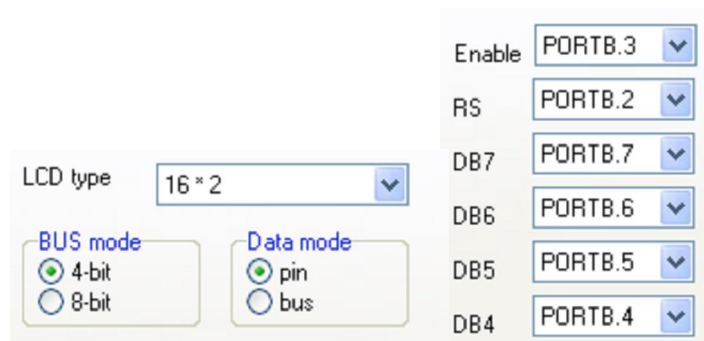 LCD type 16 * 2
BUS mode Data mode
4-bit pin
8-bit bus
Enable PORTB.3
RS PORTB.2
DB7 PORTB.7
DB6 PORTB.6
DB5 PORTB.5
DB4 PORTB.4